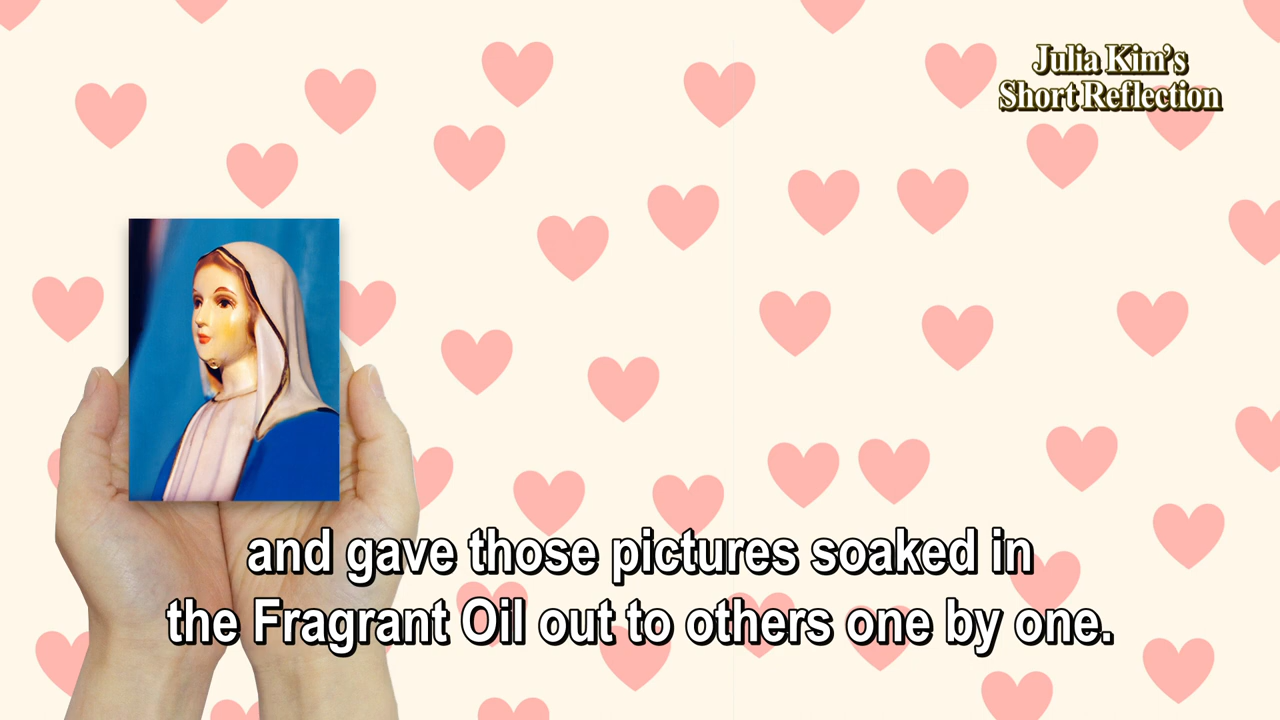 Julia Kim's
Short Reflection
and gave those pictures soaked in
the Fragrant Oil out to others one by one.